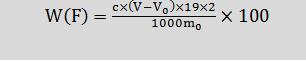 W(F) = c×(V−V₀)×19×2 / 1000m₀ × 100